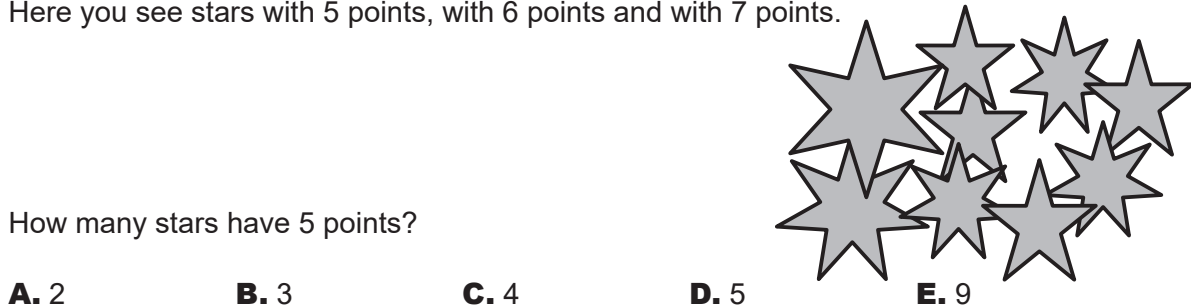 Here you see stars with 5 points, with 6 points and with 7 points.
How many stars have 5 points?
A. 2 B. 3 C. 4 D. 5 E. 9